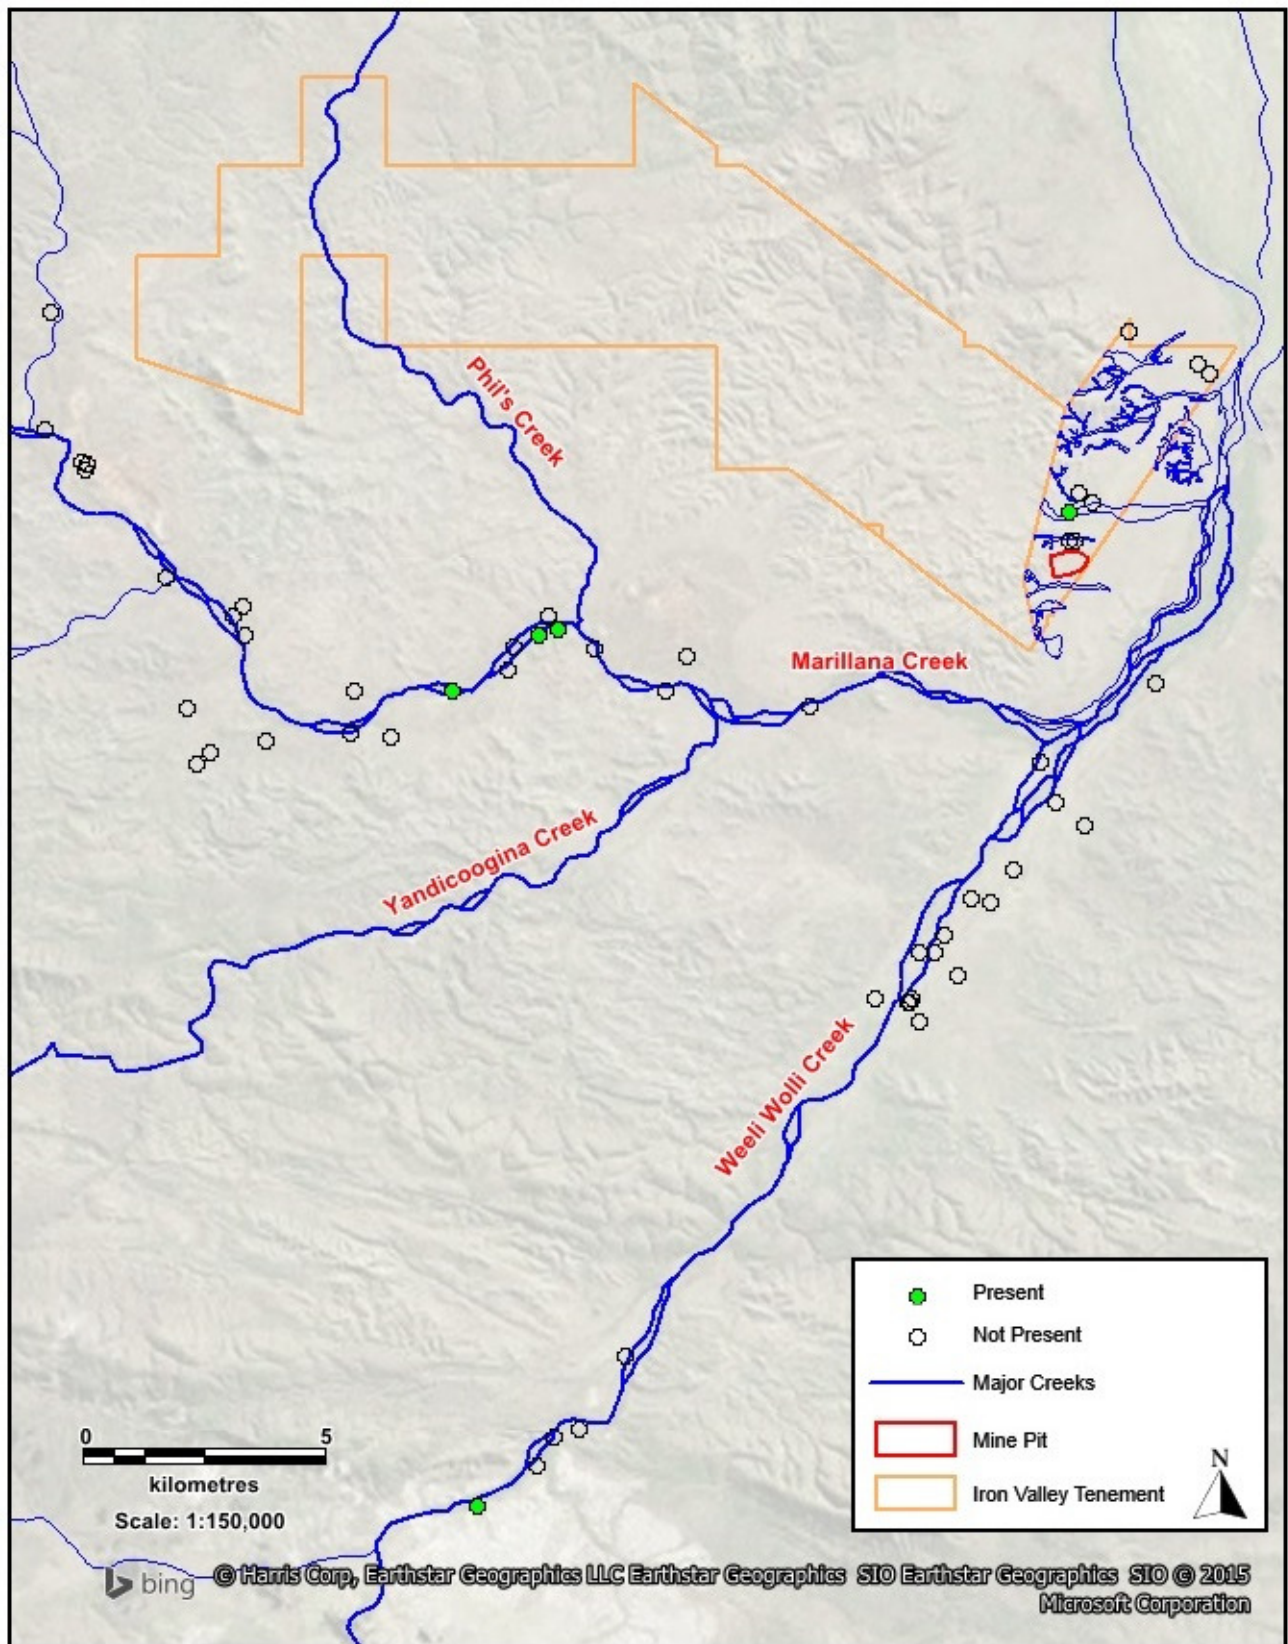 Phil's Creek
Marillana Creek
Yandicoogina Creek
Weeli Wolli Creek
Present
Not Present
Major Creeks
Mine Pit
Iron Valley Tenement
N
0 5
kilometres
Scale: 1:150,000
bing
© Harris Corp, Earthstar Geographics LLC Earthstar Geographics SIO Earthstar Geographics SIO © 2015
Microsoft Corporation